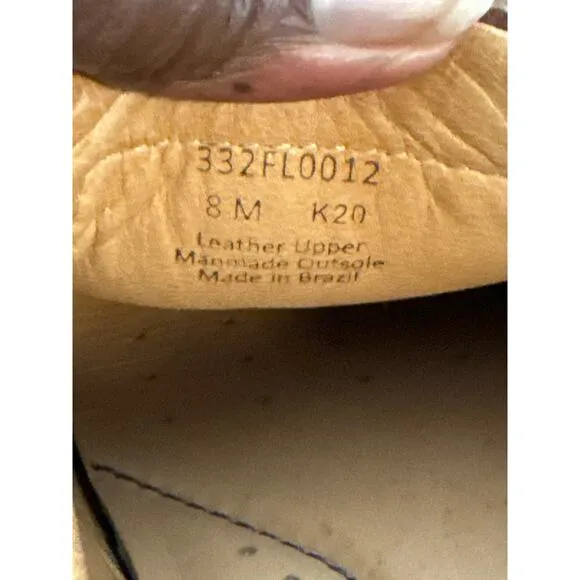 332FL0012
8 M K20
Leather Upper
Manmade Outsole
Made in Brazil